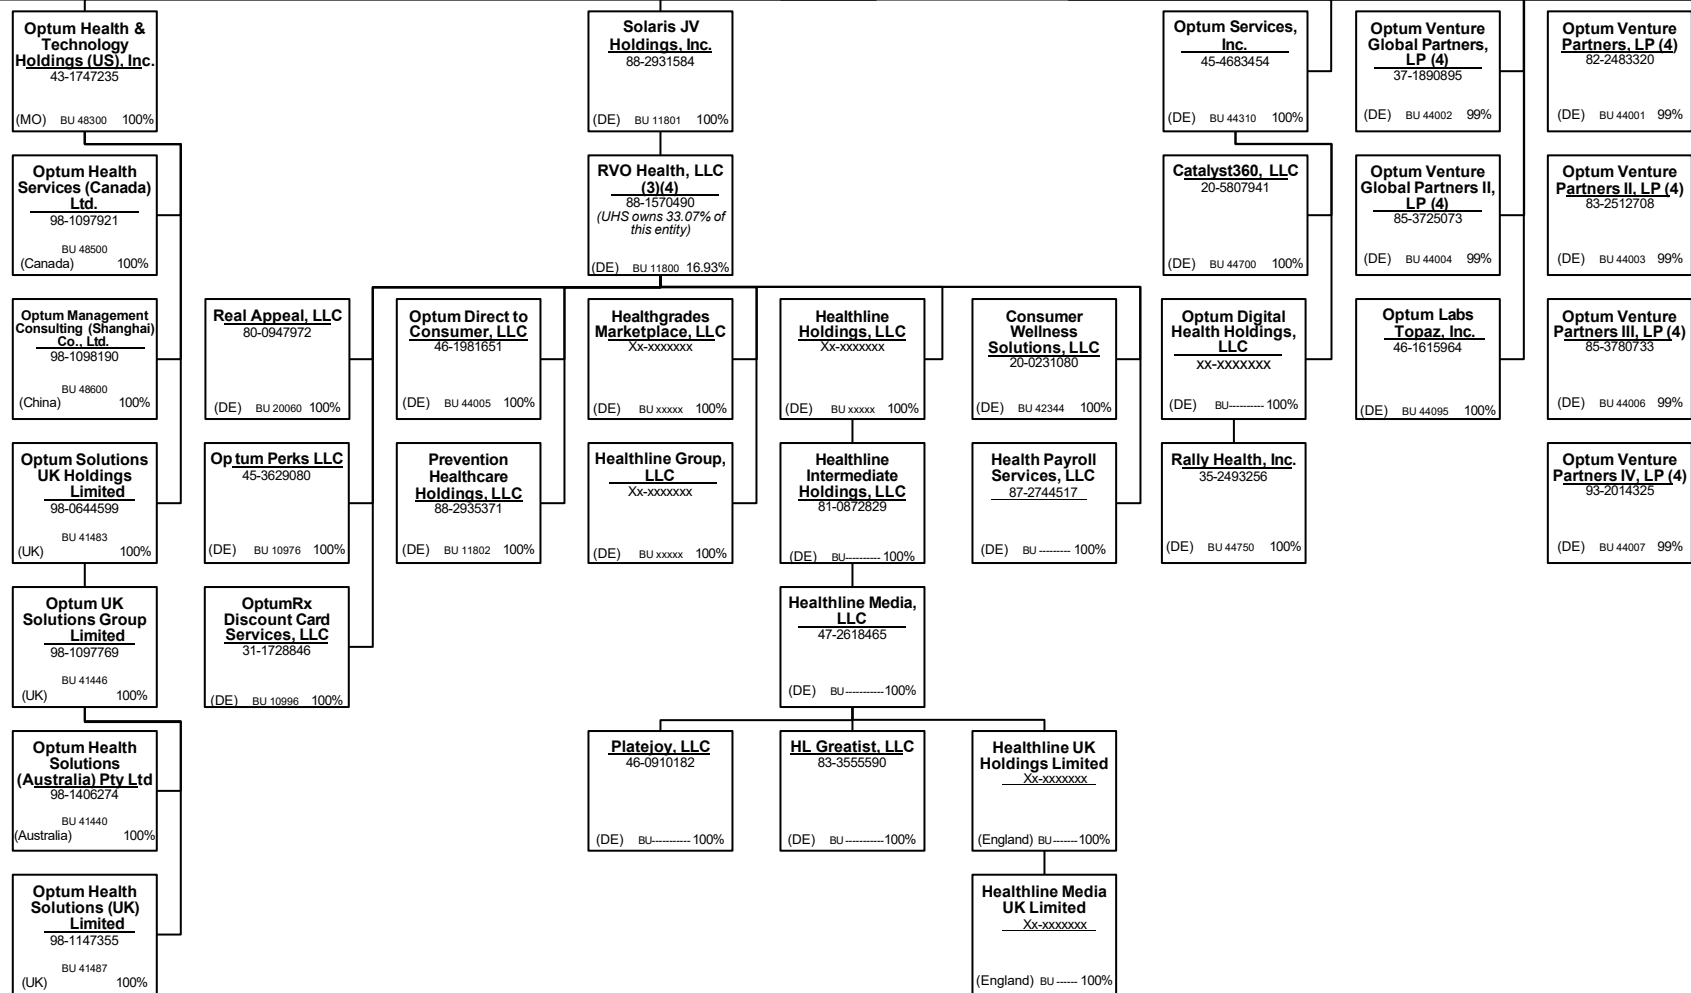 Optum Health &
Technology
Holdings (US), Inc.
43-1747235
(MO) BU 48300 100%
Solaris JV
Holdings, Inc.
88-2931584
(DE) BU 11801 100%
Optum Services,
Inc.
45-4683454
(DE) BU 44310 100%
Optum Venture
Global Partners,
LP (4)
37-1890895
(DE) BU 44002 99%
Optum Venture
Partners, LP (4)
82-2483320
(DE) BU 44001 99%
Optum Health
Services (Canada)
Ltd.
98-1097921
BU 48500
(Canada) 100%
RVO Health, LLC
(3)(4)
88-1570490
(UHS owns 33.07% of
this entity)
(DE) BU 11800 16.93%
Catalyst360, LLC
20-5807941
(DE) BU 44700 100%
Optum Venture
Global Partners II,
LP (4)
85-3725073
(DE) BU 44004 99%
Optum Venture
Partners II, LP (4)
83-2512708
(DE) BU 44003 99%
Optum Management
Consulting (Shanghai)
Co., Ltd.
98-1098190
BU 48600
(China) 100%
Real Appeal, LLC
80-0947972
(DE) BU 20060 100%
Optum Direct to
Consumer, LLC
46-1981651
(DE) BU 44005 100%
Healthgrades
Marketplace, LLC
Xx-xxxxxxx
(DE) BU xxxxx 100%
Healthline
Holdings, LLC
Xx-xxxxxxx
(DE) BU xxxxx 100%
Consumer
Wellness
Solutions, LLC
20-0231080
(DE) BU 42344 100%
Optum Digital
Health Holdings,
LLC
xx-xxxxxxx
(DE) BU---------- 100%
Optum Labs
Topaz, Inc.
46-1615964
(DE) BU 44095 100%
Optum Venture
Partners III, LP (4)
85-3780733
(DE) BU 44006 99%
Optum Solutions
UK Holdings
Limited
98-0644599
BU 41483
(UK) 100%
Optum Perks LLC
45-3629080
(DE) BU 10976 100%
Prevention
Healthcare
Holdings, LLC
88-2935371
(DE) BU 11802 100%
Healthline Group,
LLC
Xx-xxxxxxx
(DE) BU xxxxx 100%
Healthline
Intermediate
Holdings, LLC
81-0872829
(DE) BU---------- 100%
Health Payroll
Services, LLC
87-2744517
(DE) BU --------- 100%
Rally Health, Inc.
35-2493256
(DE) BU 44750 100%
Optum Venture
Partners IV, LP (4)
93-2014325
(DE) BU 44007 99%
Optum UK
Solutions Group
Limited
98-1097769
BU 41446
(UK) 100%
OptumRx
Discount Card
Services, LLC
31-1728846
(DE) BU 10996 100%
Healthline Media,
LLC
47-2618465
(DE) BU-----------100%
Optum Health
Solutions
(Australia) Pty Ltd
98-1406274
BU 41440
(Australia) 100%
Platejoy, LLC
46-0910182
(DE) BU----------- 100%
HL Greatist, LLC
83-3555590
(DE) BU-----------100%
Healthline UK
Holdings Limited
Xx-xxxxxxx
(England) BU-------100%
Optum Health
Solutions (UK)
Limited
98-1147355
BU 41487
(UK) 100%
Healthline Media
UK Limited
Xx-xxxxxxx
(England) BU ------ 100%